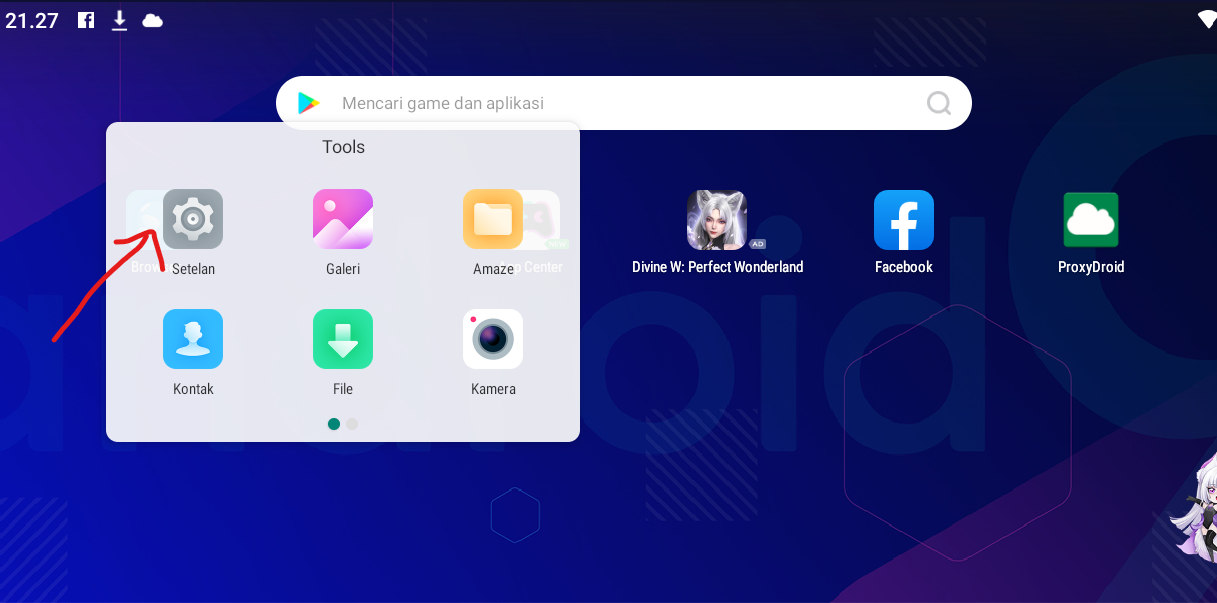 21.27
Mencari game dan aplikasi
Tools
Setelan
Galeri
Amaze
App Center
NEW
Divine W: Perfect Wonderland
AD
Facebook
ProxyDroid
Kontak
File
Kamera
android